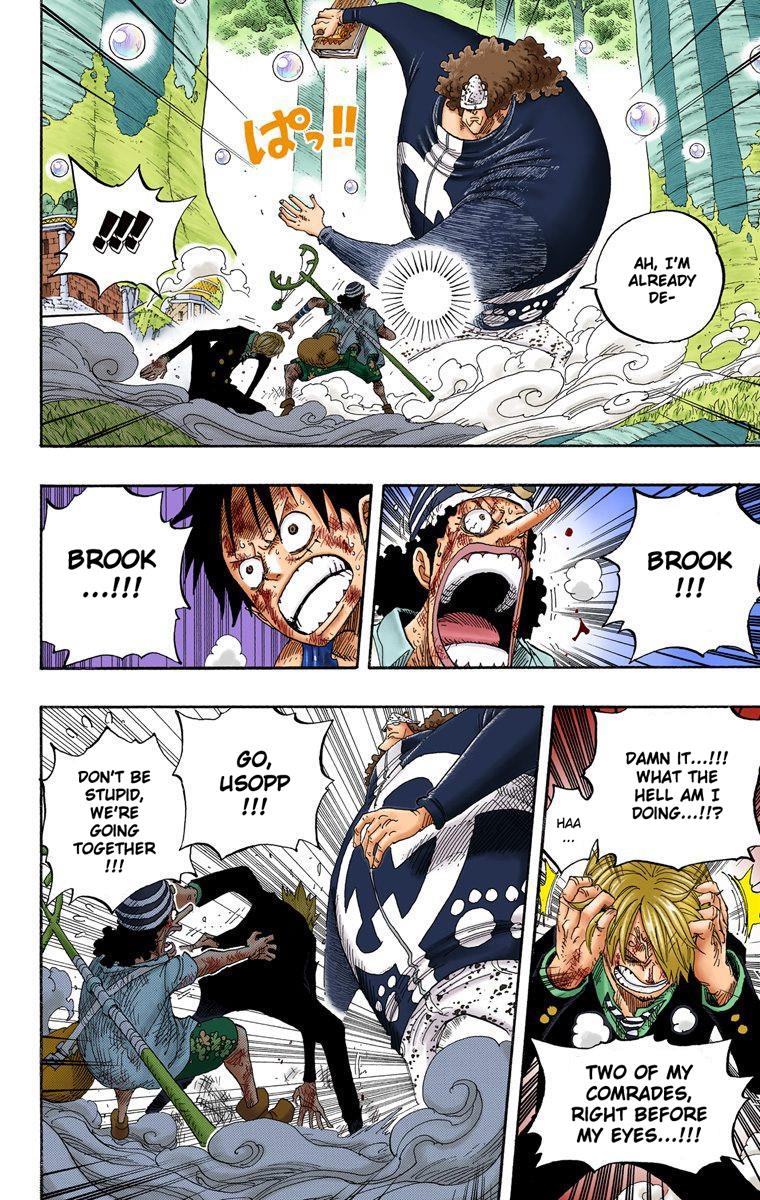 AH, I'M
ALREADY
DE-
ぱっ!!
!!!!
BROOK
!!!
BROOK
...!!!
DAMN IT...!!!
WHAT THE
HELL AM I
DOING...!!?
HAA
...
TWO OF MY
COMRADES,
RIGHT BEFORE
MY EYES...!!!
GO,
USOPP
!!!
DON'T BE
STUPID,
WE'RE
GOING
TOGETHER
!!!